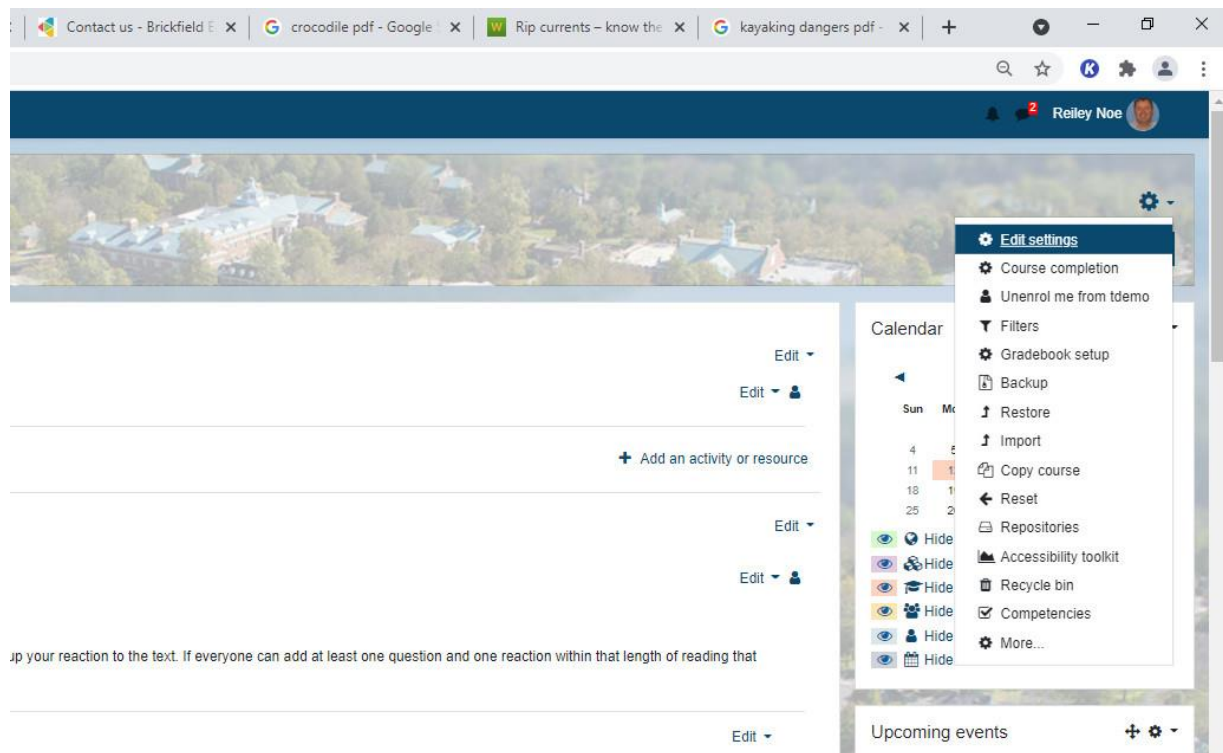 Contact us - Brickfield E
crocodile pdf - Google S
Rip currents – know the
kayaking dangers pdf -
2 Reiley Noe
Edit settings
Course completion
Unenrol me from tdemo
Filters
Gradebook setup
Backup
Restore
Import
Copy course
Reset
Repositories
Accessibility toolkit
Recycle bin
Competencies
More...
Calendar
Sun
4
11
18
25
Hide
Hide
Hide
Hide
Hide
Hide
Edit
Edit
+ Add an activity or resource
Edit
Edit
up your reaction to the text. If everyone can add at least one question and one reaction within that length of reading that
Edit
Upcoming events